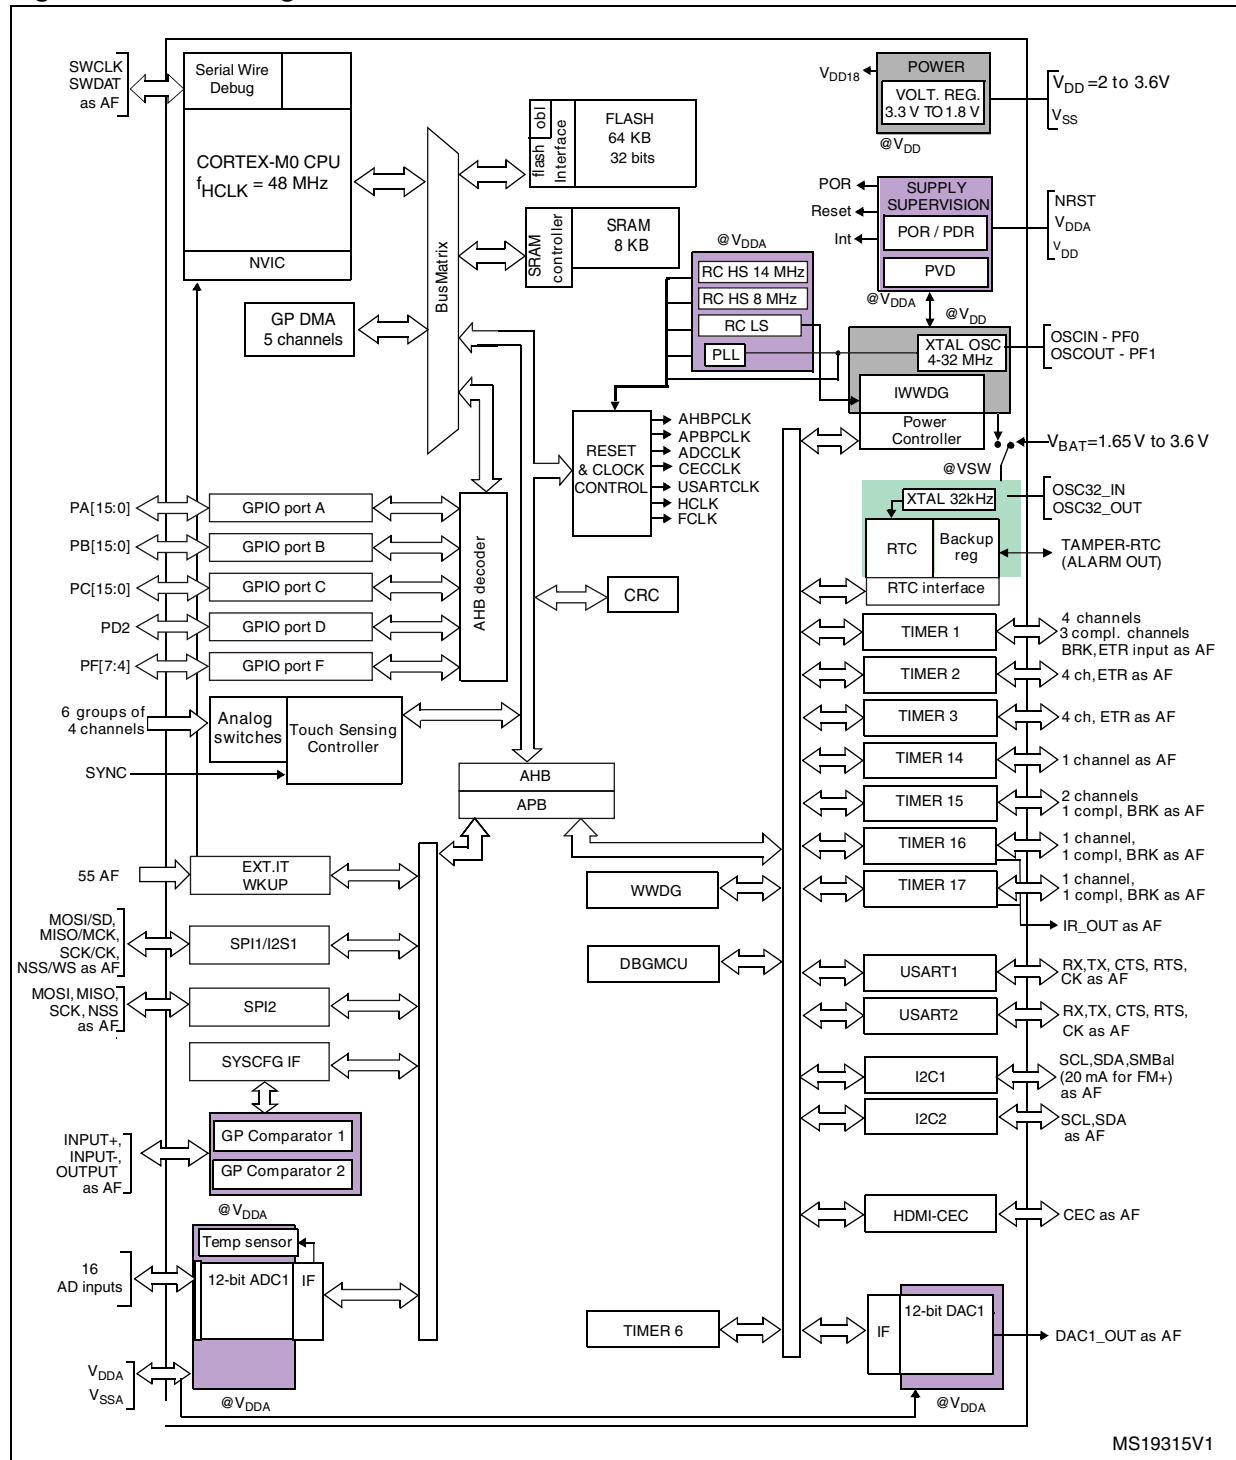 SWCLK
SWDAT
as AF
Serial Wire
Debug
CORTEX-M0 CPU
fHCLK = 48 MHz
NVIC
GP DMA
5 channels
BusMatrix
flash
obl
Interface
FLASH
64 KB
32 bits
SRAM
controller
SRAM
8 KB
VDD18
POWER
VOLT. REG.
3.3 V TO 1.8 V
@VDD
VDD =2 to 3.6V
VSS
POR
Reset
Int
SUPPLY
SUPERVISION
POR / PDR
PVD
@VDDA
NRST
VDDA
VDD
@VDDA
RC HS 14 MHz
RC HS 8 MHz
RC LS
PLL
@VDD
XTAL OSC
4-32 MHz
IWWDG
Power
Controller
OSCIN - PF0
OSCOUT - PF1
VBAT=1.65 V to 3.6 V
@VSW
RESET
& CLOCK
CONTROL
AHBPCLK
APBPCLK
ADCCLK
CECCLK
USARTCLK
HCLK
FCLK
XTAL 32kHz
OSC32_IN
OSC32_OUT
RTC
Backup
reg
RTC interface
TAMPER-RTC
(ALARM OUT)
PA[15:0]
GPIO port A
PB[15:0]
GPIO port B
PC[15:0]
GPIO port C
PD2
GPIO port D
PF[7:4]
GPIO port F
AHB decoder
CRC
6 groups of
4 channels
Analog
switches
Touch Sensing
Controller
SYNC
AHB
APB
TIMER 1
4 channels
3 compl. channels
BRK,ETR input as AF
TIMER 2
4 ch,ETR as AF
TIMER 3
4 ch, ETR as AF
TIMER 14
1 channel as AF
TIMER 15
2 channels
1 compl, BRK as AF
TIMER 16
1 channel,
1 compl, BRK as AF
TIMER 17
1 channel,
1 compl, BRK as AF
IR_OUT as AF
55 AF
EXT.IT
WKUP
WWDG
MOSI/SD,
MISO/MCK,
SCK/CK,
NSS/WS as AF
SPI1/I2S1
DBGMCU
USART1
RX,TX, CTS, RTS,
CK as AF
MOSI, MISO,
SCK, NSS
as AF
SPI2
USART2
RX,TX, CTS, RTS,
CK as AF
SYSCFG IF
I2C1
SCL,SDA,SMBal
(20 mA for FM+)
as AF
I2C2
SCL,SDA
as AF
INPUT+,
INPUT-,
OUTPUT
as AF
GP Comparator 1
GP Comparator 2
@VDDA
HDMI-CEC
CEC as AF
Temp sensor
16
AD inputs
12-bit ADC1
IF
TIMER 6
IF
12-bit DAC1
DAC1_OUT as AF
VDDA
VSSA
@VDDA
@VDDA
MS19315V1